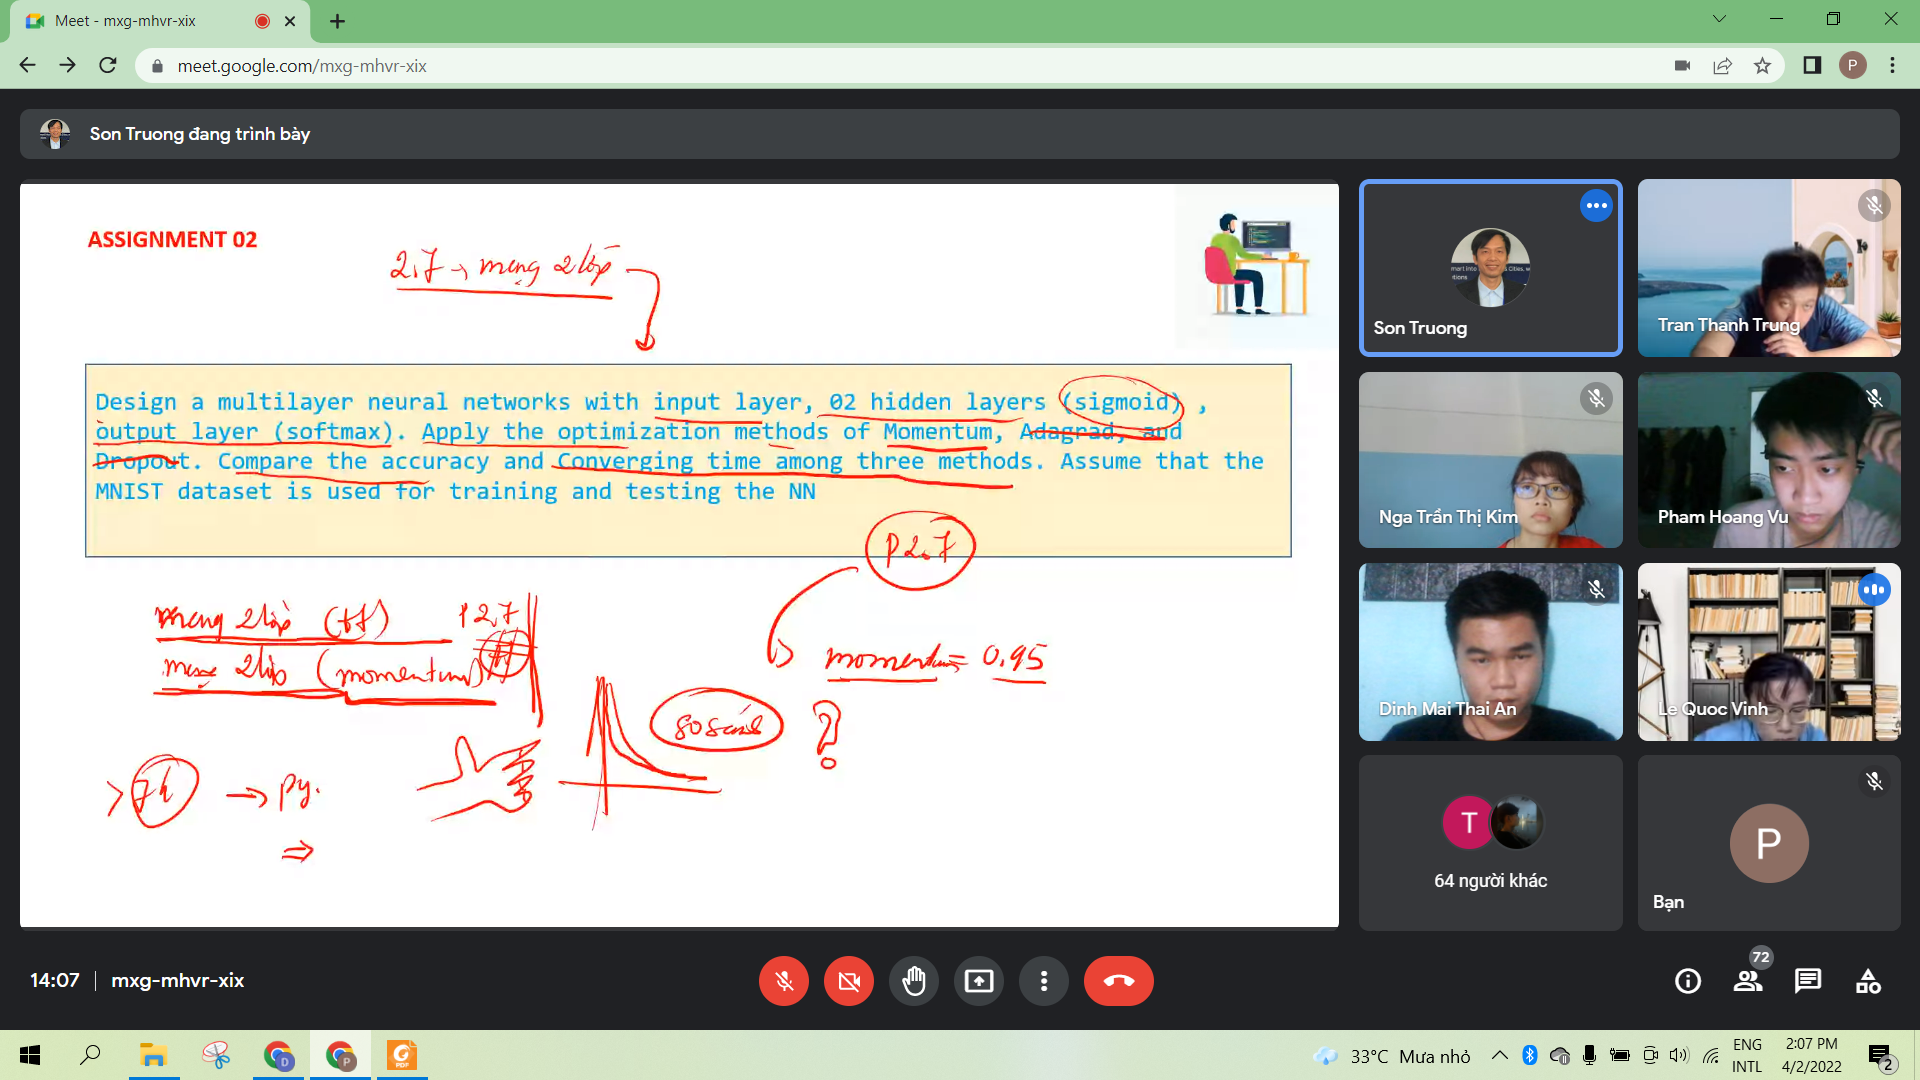 Meet - mxg-mhvr-xix
meet.google.com/mxg-mhvr-xix
P
Son Truong đang trình bày
ASSIGNMENT 02
2.7 → mạng 2 lớp
Design a multilayer neural networks with input layer, 02 hidden layers (sigmoid) ,
output layer (softmax). Apply the optimization methods of Momentum, Adagrad, and
Dropout. Compare the accuracy and Converging time among three methods. Assume that the
MNIST dataset is used for training and testing the NN
P2.7
mạng 2 lớp (tf) P2.7
mạng 2 lớp (momentum)
momentum = 0.95
so sánh ?
> 7h → py.
⇒
Son Truong
Tran Thanh Trung
Nga Trần Thị Kim
Pham Hoang Vu
Dinh Mai Thai An
Le Quoc Vinh
T
64 người khác
P
Bạn
14:07 | mxg-mhvr-xix
72
D
P
PDF
33°C Mưa nhỏ
ENG
INTL
2:07 PM
4/2/2022
2